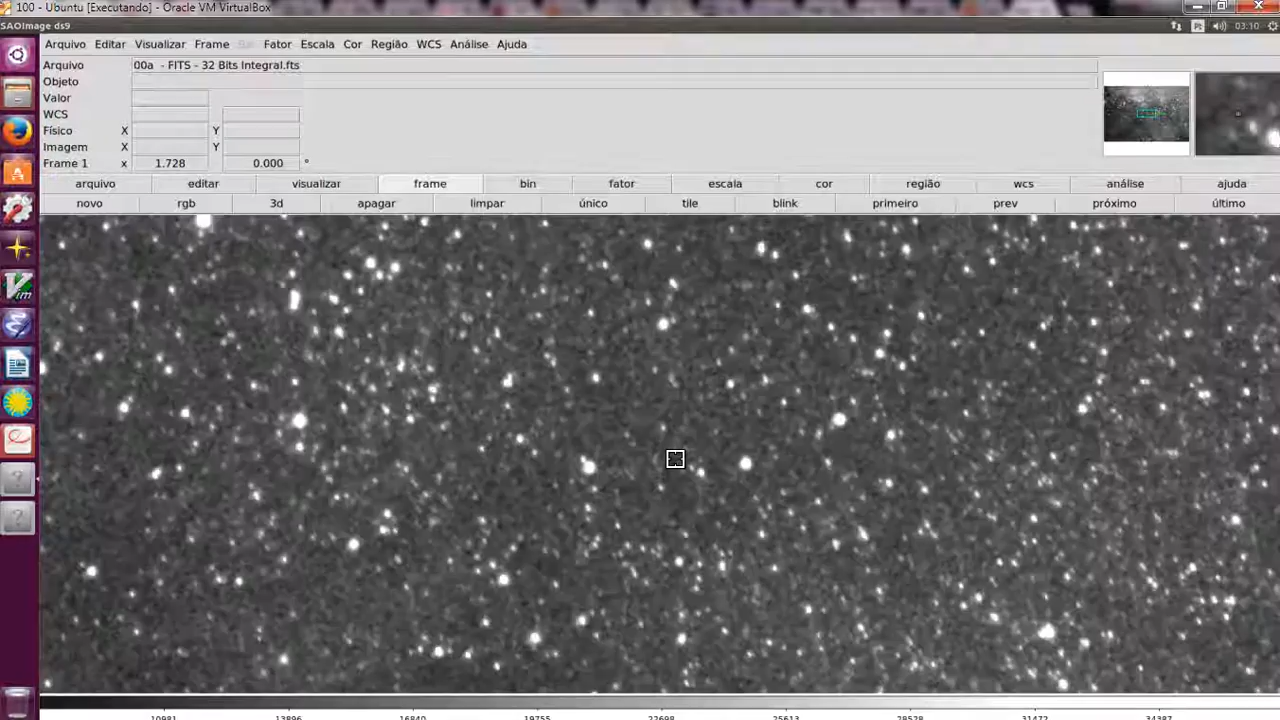 100 - Ubuntu [Executando] - Oracle VM VirtualBox
SAOImage ds9
Pt 03:10
Arquivo Editar Visualizar Frame Fator Escala Cor Região WCS Análise Ajuda
Arquivo 00a - FITS - 32 Bits Integral.fts
Objeto
Valor
WCS
Físico X Y
Imagem X Y
Frame 1 x 1.728 0.000 °
arquivo editar visualizar frame bin fator escala cor região wcs análise ajuda
novo rgb 3d apagar limpar único tile blink primeiro prev próximo último
10981 13896 16840 19755 22698 25613 28528 31472 34387